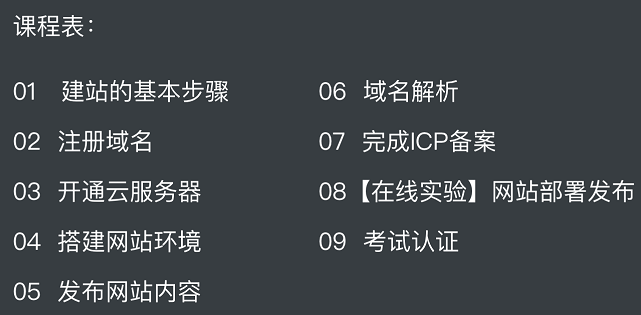 课程表：
01 建站的基本步骤
02 注册域名
03 开通云服务器
04 搭建网站环境
05 发布网站内容
06 域名解析
07 完成ICP备案
08【在线实验】网站部署发布
09 考试认证